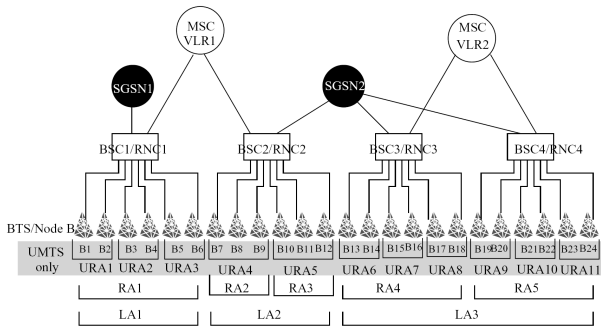 MSC
VLR1
MSC
VLR2
SGSN1
SGSN2
BSC1/RNC1
BSC2/RNC2
BSC3/RNC3
BSC4/RNC4
BTS/Node B
UMTS only
B1 B2 B3 B4 B5 B6 B7 B8 B9 B10 B11 B12 B13 B14 B15 B16 B17 B18 B19 B20 B21 B22 B23 B24
URA1 URA2 URA3 URA4 URA5 URA6 URA7 URA8 URA9 URA10 URA11
RA1 RA2 RA3 RA4 RA5
LA1 LA2 LA3